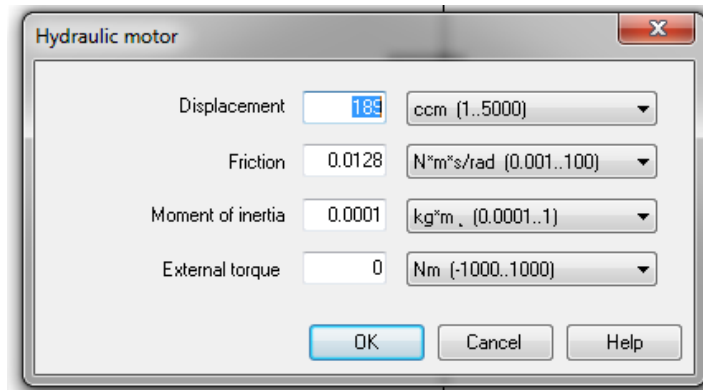 Hydraulic motor
Displacement 189 ccm (1..5000)
Friction 0.0128 N*m*s/rad (0.001..100)
Moment of inertia 0.0001 kg*m˛ (0.0001..1)
External torque 0 Nm (-1000..1000)
OK Cancel Help